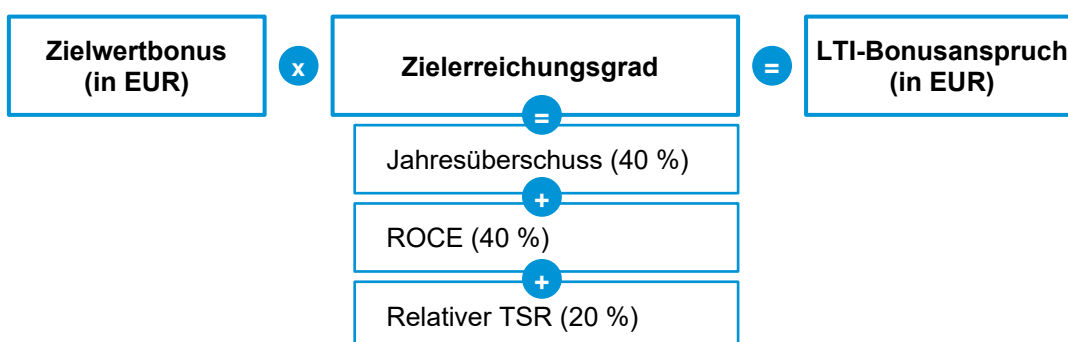 Zielwertbonus
(in EUR)
x
Zielerreichungsgrad
=
LTI-Bonusanspruch
(in EUR)
=
Jahresüberschuss (40 %)
+
ROCE (40 %)
+
Relativer TSR (20 %)